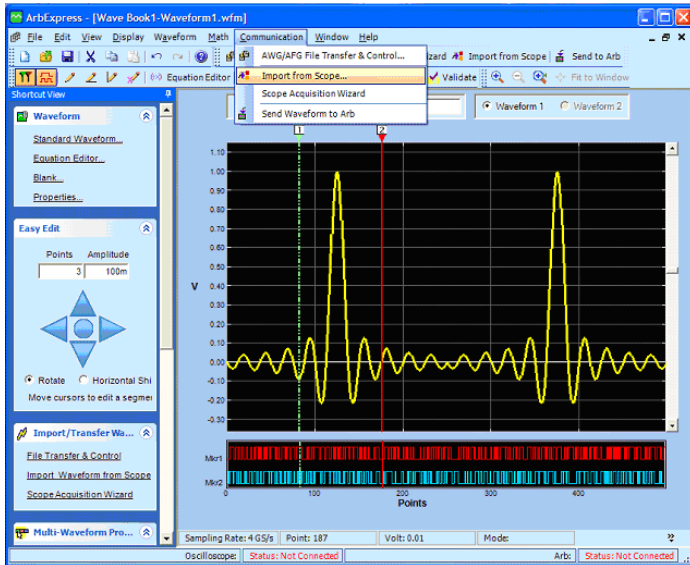 ArbExpress - [Wave Book1-Waveform1.wfm]
File Edit View Display Waveform Math Communication Window Help
AWG/AFG File Transfer & Control...
Import from Scope...
Scope Acquisition Wizard
Send Waveform to Arb
izard Import from Scope Send to Arb
Equation Editor
Validate Fit to Window
Shortcut View
Waveform 1 Waveform 2
Waveform
Standard Waveform...
Equation Editor...
Blank...
Properties...
Easy Edit
Points Amplitude
3 100m
Rotate Horizontal Shi
Move cursors to edit a segmer
Import/Transfer Wa...
File Transfer & Control
Import Waveform from Scope
Scope Acquisition Wizard
Multi-Waveform Pro...
1 2
1.10
1.00
0.90
0.80
0.70
0.60
0.50
V 0.40
0.30
0.20
0.10
0.00
-0.10
-0.20
-0.30
Mkr1
Mkr2
0 100 200 300 400
Points
Sampling Rate: 4 GS/s Point: 187 Volt: 0.01 Mode:
Oscilloscope: Status: Not Connected Arb: Status: Not Connected